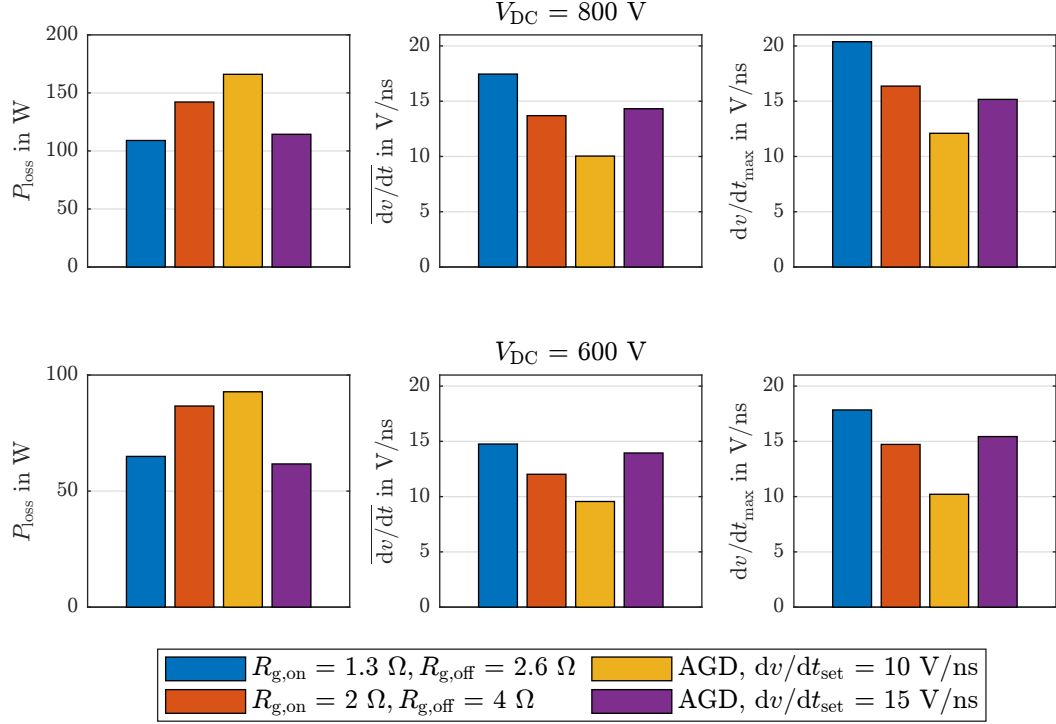 V_DC = 800 V
P_loss in W
200
150
100
50
0
dv/dt in V/ns
20
15
10
5
0
dv/dt_max in V/ns
20
15
10
5
0
V_DC = 600 V
P_loss in W
100
50
0
dv/dt in V/ns
20
15
10
5
0
dv/dt_max in V/ns
20
15
10
5
0
R_g,on = 1.3 Ω, R_g,off = 2.6 Ω
AGD, dv/dt_set = 10 V/ns
R_g,on = 2 Ω, R_g,off = 4 Ω
AGD, dv/dt_set = 15 V/ns